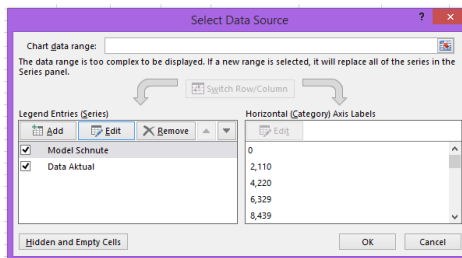 Select Data Source
?
×
Chart data range:
The data range is too complex to be displayed. If a new range is selected, it will replace all of the series in the
Series panel.
Switch Row/Column
Legend Entries (Series)
Horizontal (Category) Axis Labels
Add
Edit
Remove
Edit
Model Schnute
Data Aktual
0
2,110
4,220
6,329
8,439
Hidden and Empty Cells
OK
Cancel